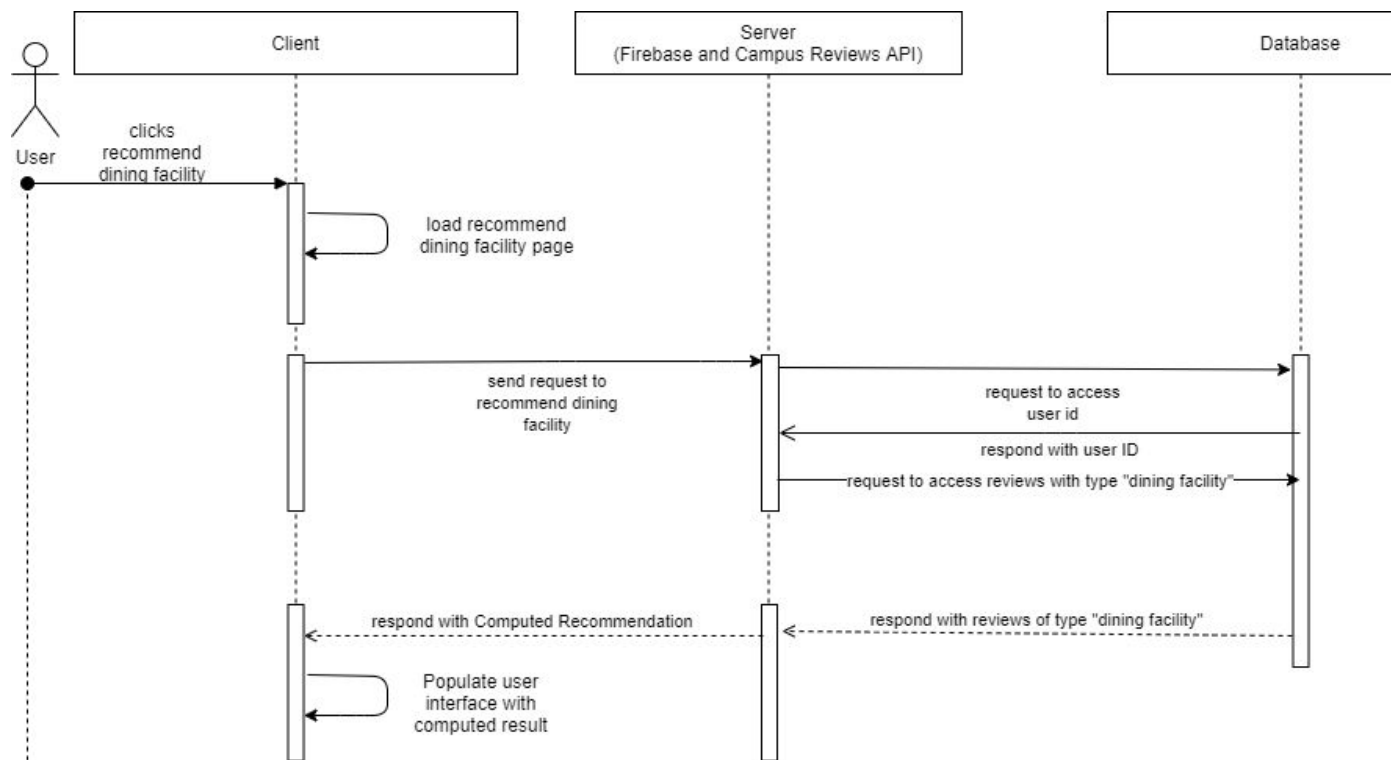 Client
Server
(Firebase and Campus Reviews API)
Database
User
clicks
recommend
dining facility
load recommend
dining facility page
send request to
recommend dining
facility
request to access
user id
respond with user ID
request to access reviews with type "dining facility"
respond with Computed Recommendation
respond with reviews of type "dining facility"
Populate user
interface with
computed result